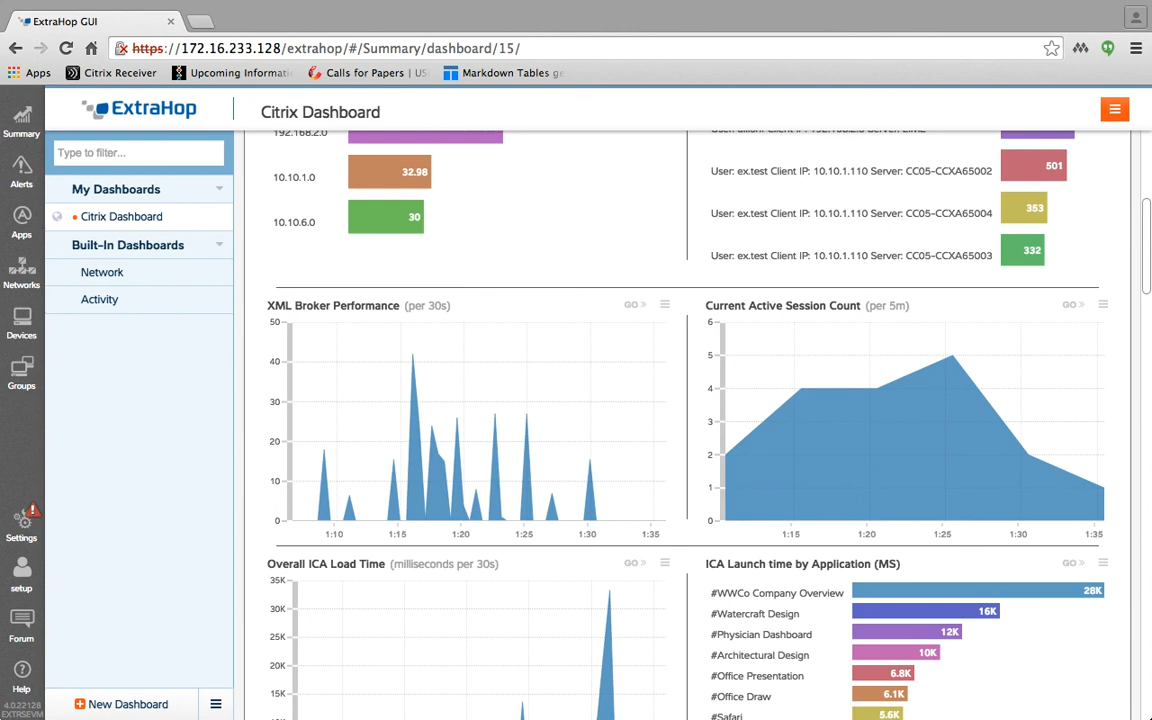 ExtraHop GUI
https://172.16.233.128/extrahop/#/Summary/dashboard/15/
Apps Citrix Receiver Upcoming Informati Calls for Papers | US Markdown Tables ge
ExtraHop
Citrix Dashboard
Summary
Alerts
Apps
Networks
Devices
Groups
Settings
setup
Forum
Help
4.0.22128
EXTRSEVM
Type to filter...
My Dashboards
Citrix Dashboard
Built-In Dashboards
Network
Activity
New Dashboard
192.168.2.0
10.10.1.0 32.98
10.10.6.0 30
User: ex.test Client IP: 10.10.1.110 Server: CC05-CCXA65002 501
User: ex.test Client IP: 10.10.1.110 Server: CC05-CCXA65004 353
User: ex.test Client IP: 10.10.1.110 Server: CC05-CCXA65003 332
XML Broker Performance (per 30s) GO »
50
40
30
20
10
0
1:10 1:15 1:20 1:25 1:30 1:35
Current Active Session Count (per 5m) GO »
6
5
4
3
2
1
0
1:15 1:20 1:25 1:30 1:35
Overall ICA Load Time (milliseconds per 30s) GO »
35K
30K
25K
20K
15K
ICA Launch time by Application (MS) GO »
#WWCo Company Overview 28K
#Watercraft Design 16K
#Physician Dashboard 12K
#Architectural Design 10K
#Office Presentation 6.8K
#Office Draw 6.1K
#Safari 5.6K